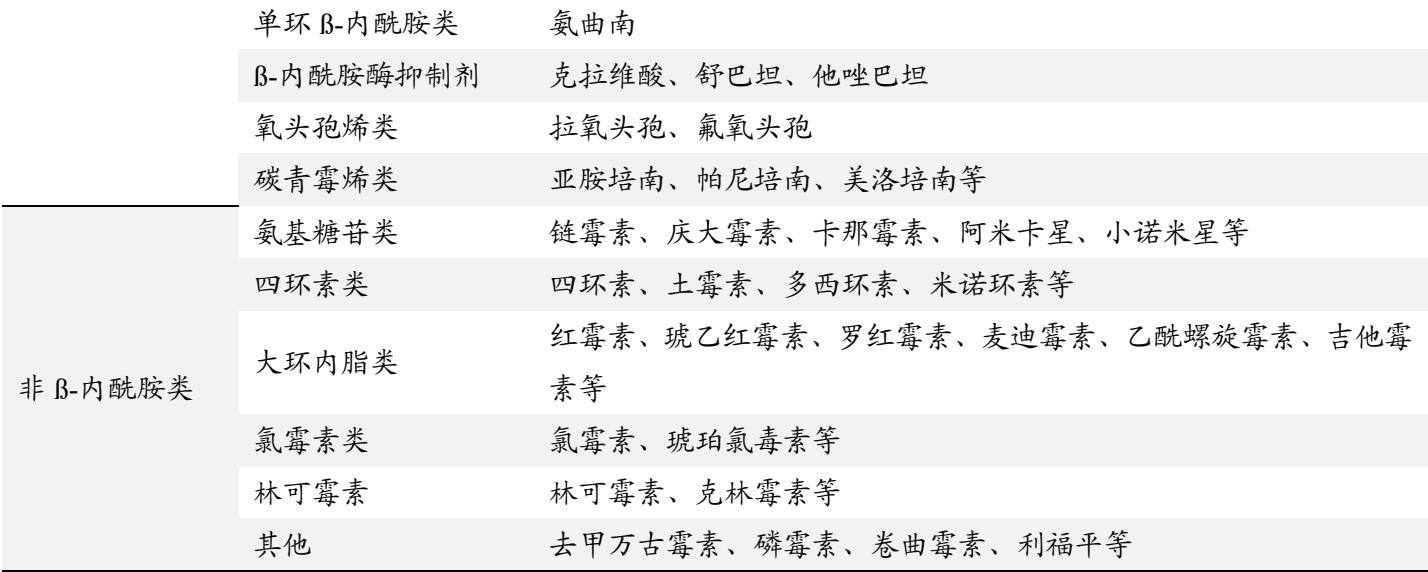 单环 ß-内酰胺类 氨曲南
ß-内酰胺酶抑制剂 克拉维酸、舒巴坦、他唑巴坦
氧头孢烯类 拉氧头孢、氟氧头孢
碳青霉烯类 亚胺培南、帕尼培南、美洛培南等
氨基糖苷类 链霉素、庆大霉素、卡那霉素、阿米卡星、小诺米星等
四环素类 四环素、土霉素、多西环素、米诺环素等
大环内脂类 红霉素、琥乙红霉素、罗红霉素、麦迪霉素、乙酰螺旋霉素、吉他霉
素等
非 ß-内酰胺类
氯霉素类 氯霉素、琥珀氯毒素等
林可霉素 林可霉素、克林霉素等
其他 去甲万古霉素、磷霉素、卷曲霉素、利福平等